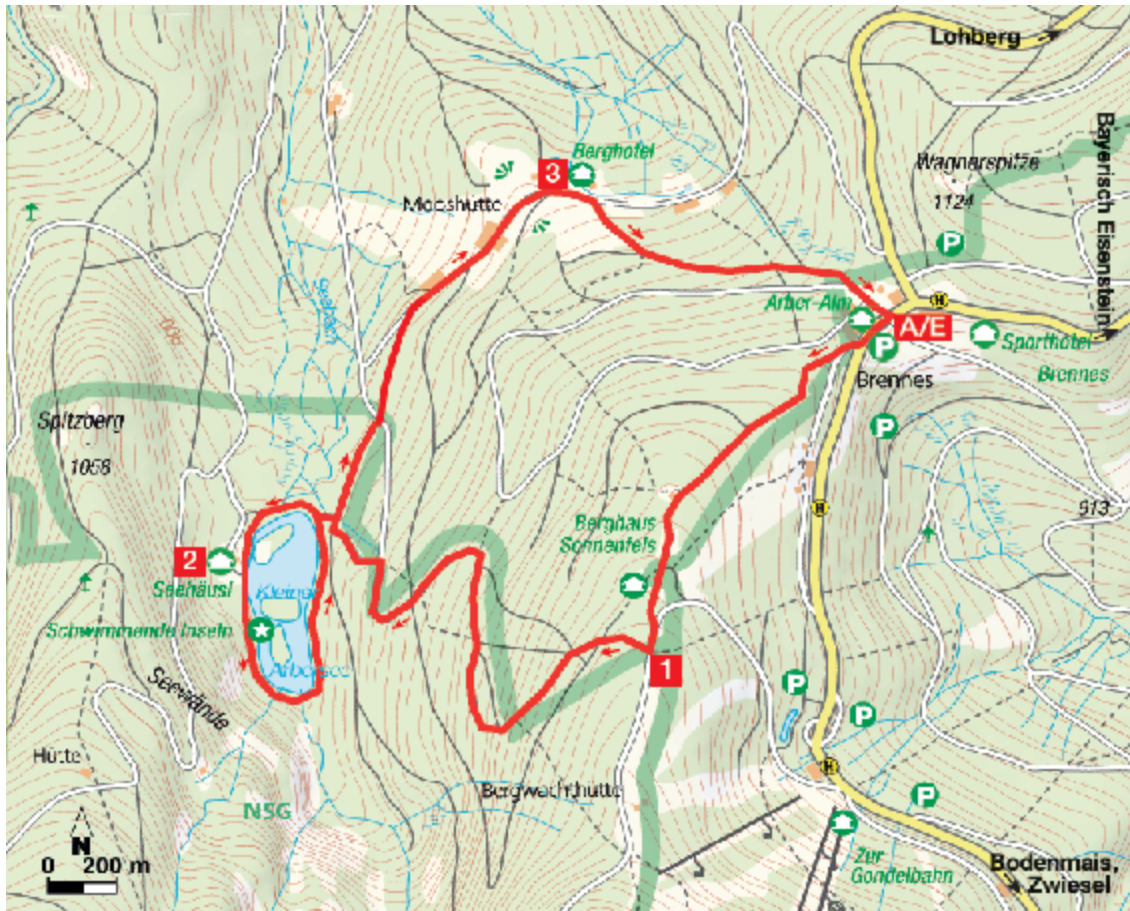 Lohberg
Bayerisch Eisenstein
Berghotel
3
Wagnerspitze
1124
Mooshütte
P
Arber-Alm
H
A/E
Seebach
P
Sporthotel
Brennes
Brennes
Spitzberg
1058
P
H
913
Berghaus
Sonnenfels
2
Seehäusl
Kleiner
Schwimmende Inseln
Arbersee
1
Seewände
P
P
Hütte
H
Bergwachthütte
P
NSG
N
0 200 m
Zur
Gondelbahn
Bodenmais,
Zwiesel